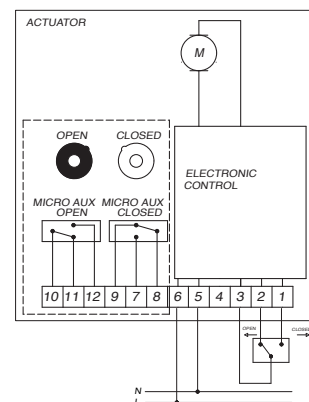 ACTUATOR
M
OPEN
CLOSED
ELECTRONIC
CONTROL
MICRO AUX
OPEN
MICRO AUX
CLOSED
10 11 12 9 7 8 6 5 4 3 2 1
OPEN
CLOSED
N
L